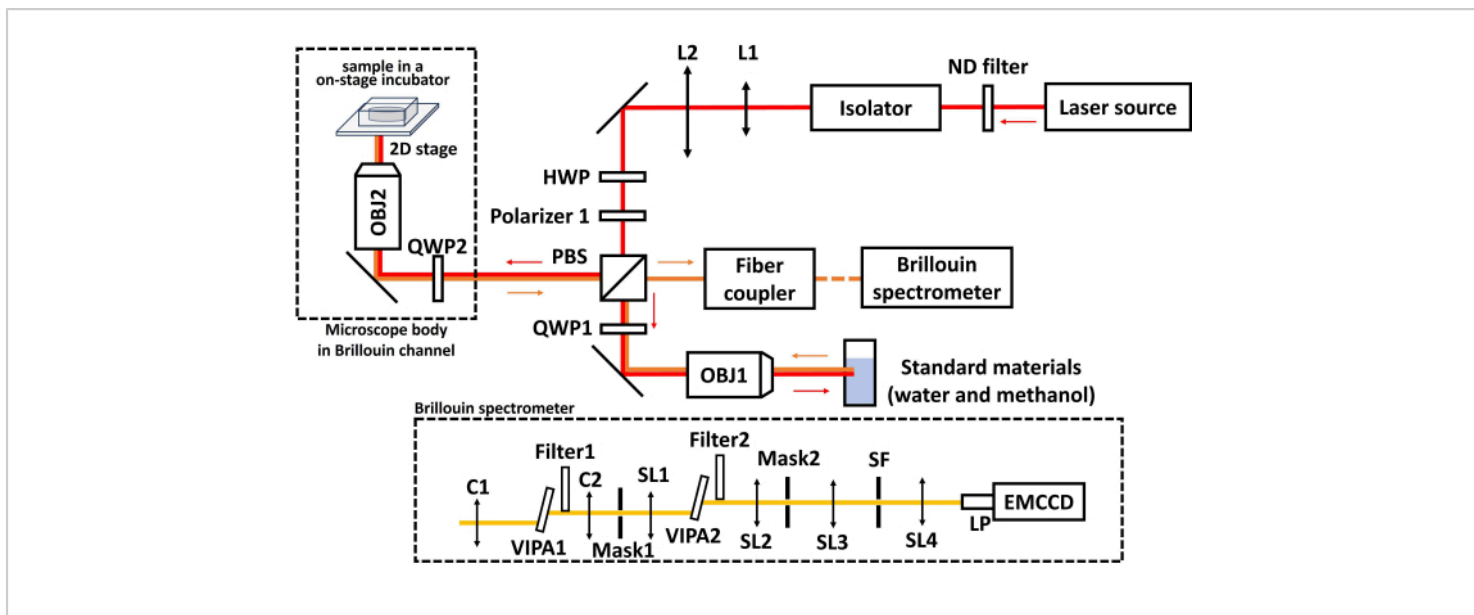 sample in a
on-stage incubator
2D stage
OBJ2
QWP2
Microscope body
in Brillouin channel
L2
L1
Isolator
ND filter
Laser source
HWP
Polarizer 1
PBS
Fiber
coupler
Brillouin
spectrometer
QWP1
OBJ1
Standard materials
(water and methanol)
Brillouin spectrometer
C1
VIPA1
Filter1
C2
Mask1
SL1
VIPA2
Filter2
SL2
Mask2
SL3
SF
SL4
LP
EMCCD